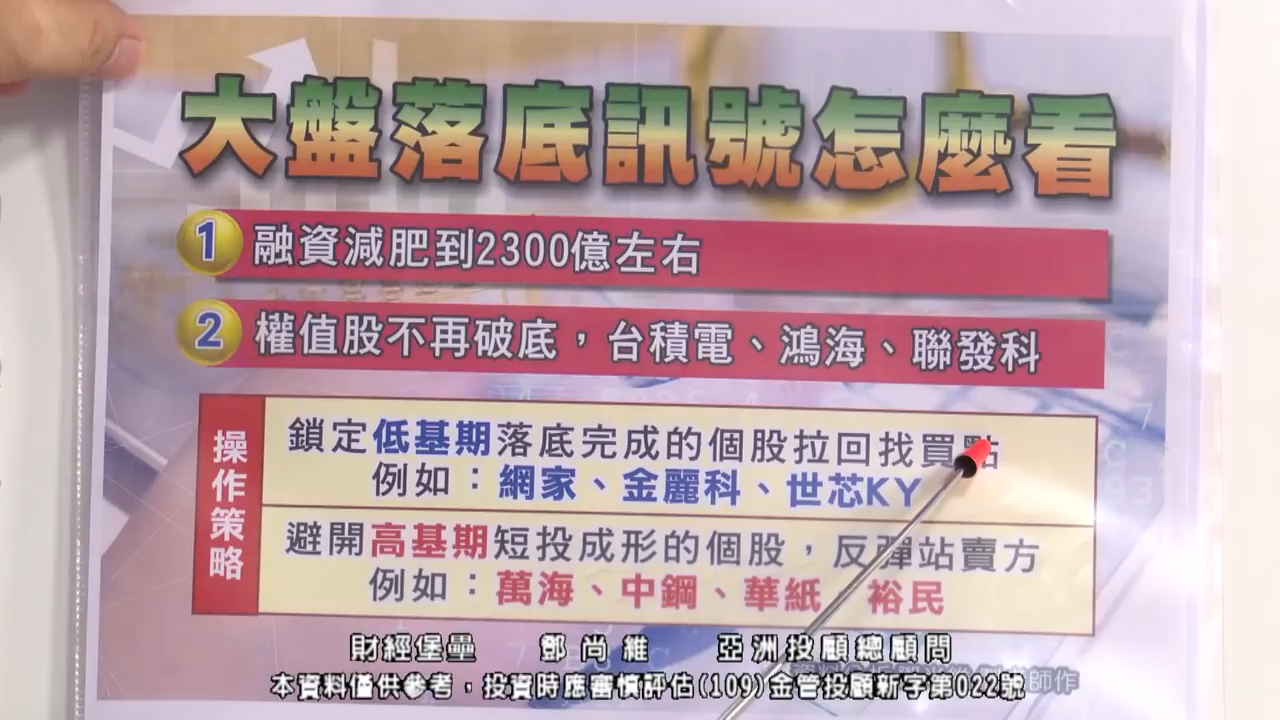 大盤落底訊號怎麼看
1 融資減肥到2300億左右
2 權值股不再破底，台積電、鴻海、聯發科
操作策略
鎖定低基期落底完成的個股拉回找買點
例如：網家、金麗科、世芯KY
避開高基期短投成形的個股，反彈站賣方
例如：萬海、中鋼、華紙 裕民
財經堡壘 鄧尚維 亞洲投顧總顧問
本資料僅供參考，投資時應審慎評估(109)金管投顧新字第022號
師作